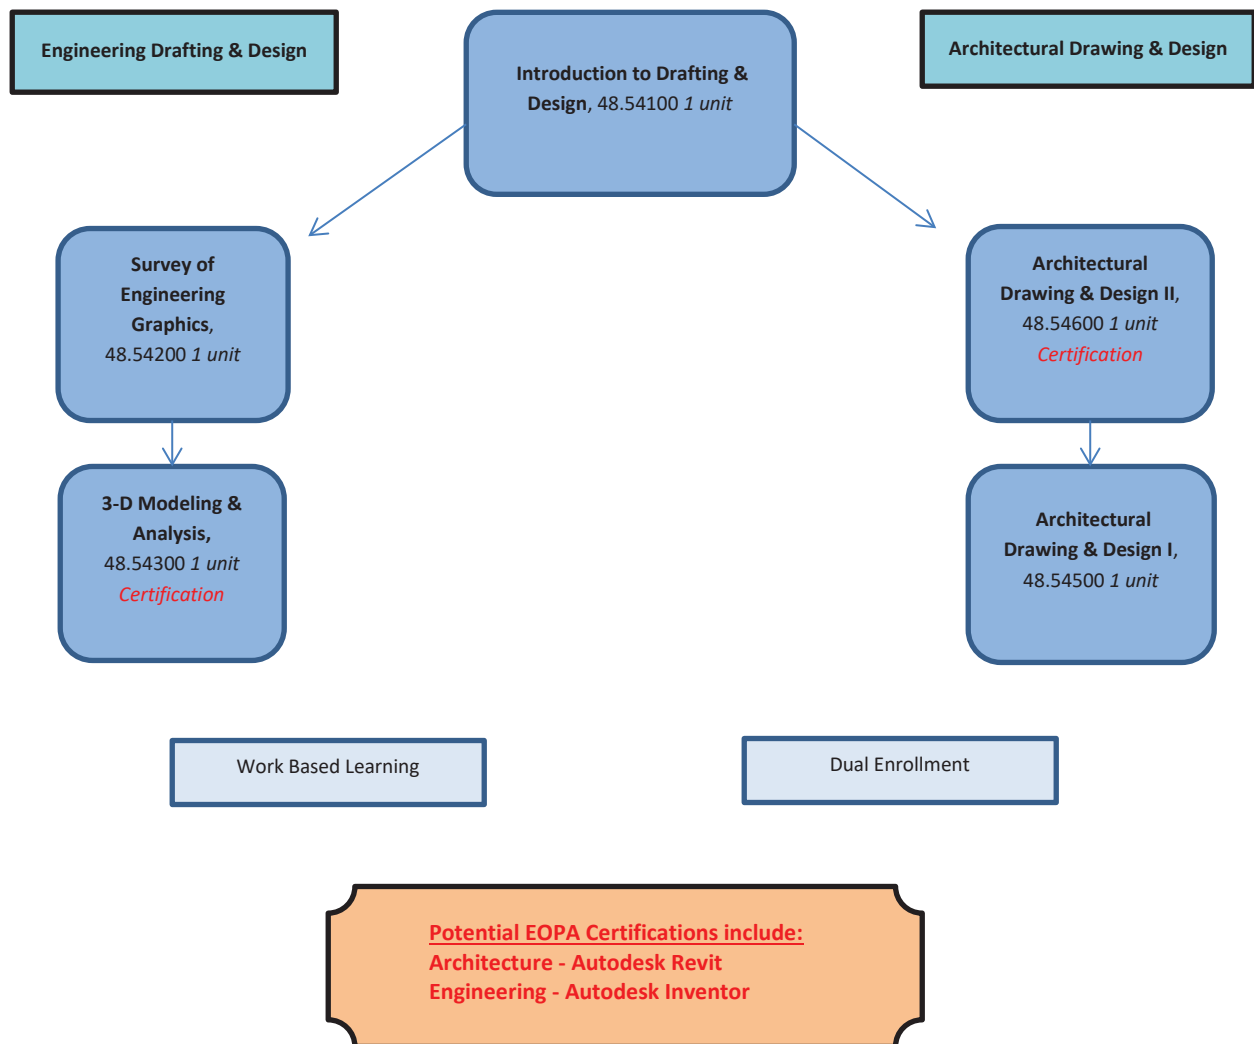 Engineering Drafting & Design
Introduction to Drafting &
Design, 48.54100 1 unit
Architectural Drawing & Design
Survey of
Engineering
Graphics,
48.54200 1 unit
Architectural
Drawing & Design II,
48.54600 1 unit
Certification
3-D Modeling &
Analysis,
48.54300 1 unit
Certification
Architectural
Drawing & Design I,
48.54500 1 unit
Work Based Learning
Dual Enrollment
Potential EOPA Certifications include:
Architecture - Autodesk Revit
Engineering - Autodesk Inventor